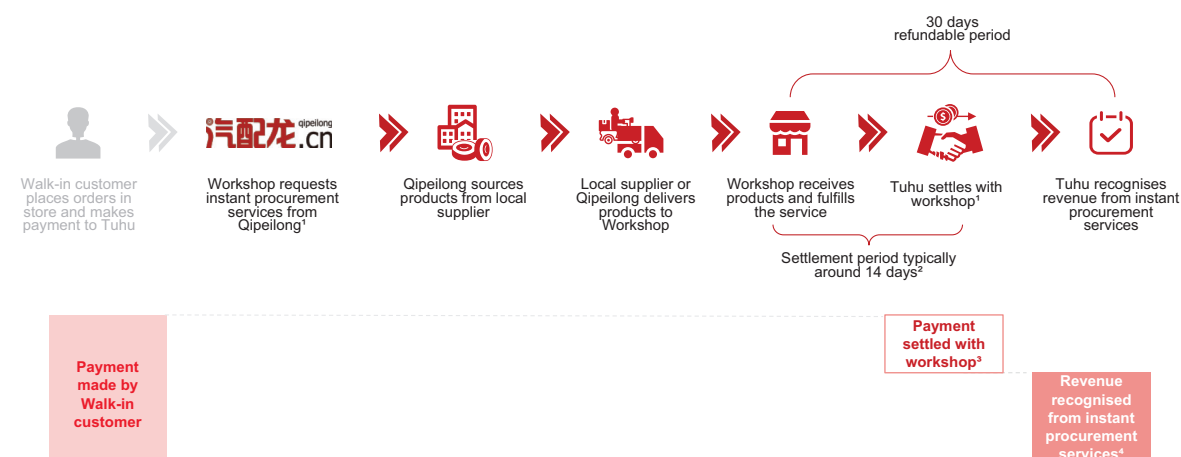 30 days
refundable period
qipeilong
汽配龙.cn
$
Walk-in customer
places orders in
store and makes
payment to Tuhu
Workshop requests
instant procurement
services from
Qipeilong¹
Qipeilong sources
products from local
supplier
Local supplier or
Qipeilong delivers
products to
Workshop
Workshop receives
products and fulfills
the service
Tuhu settles with
workshop¹
Tuhu recognises
revenue from instant
procurement
services
Settlement period typically
around 14 days²
Payment
made by
Walk-in
customer
Payment
settled with
workshop³
Revenue
recognised
from instant
procurement
services⁴